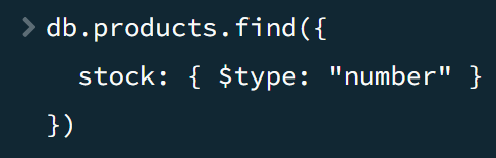 > db.products.find({
stock: { $type: "number" }
})